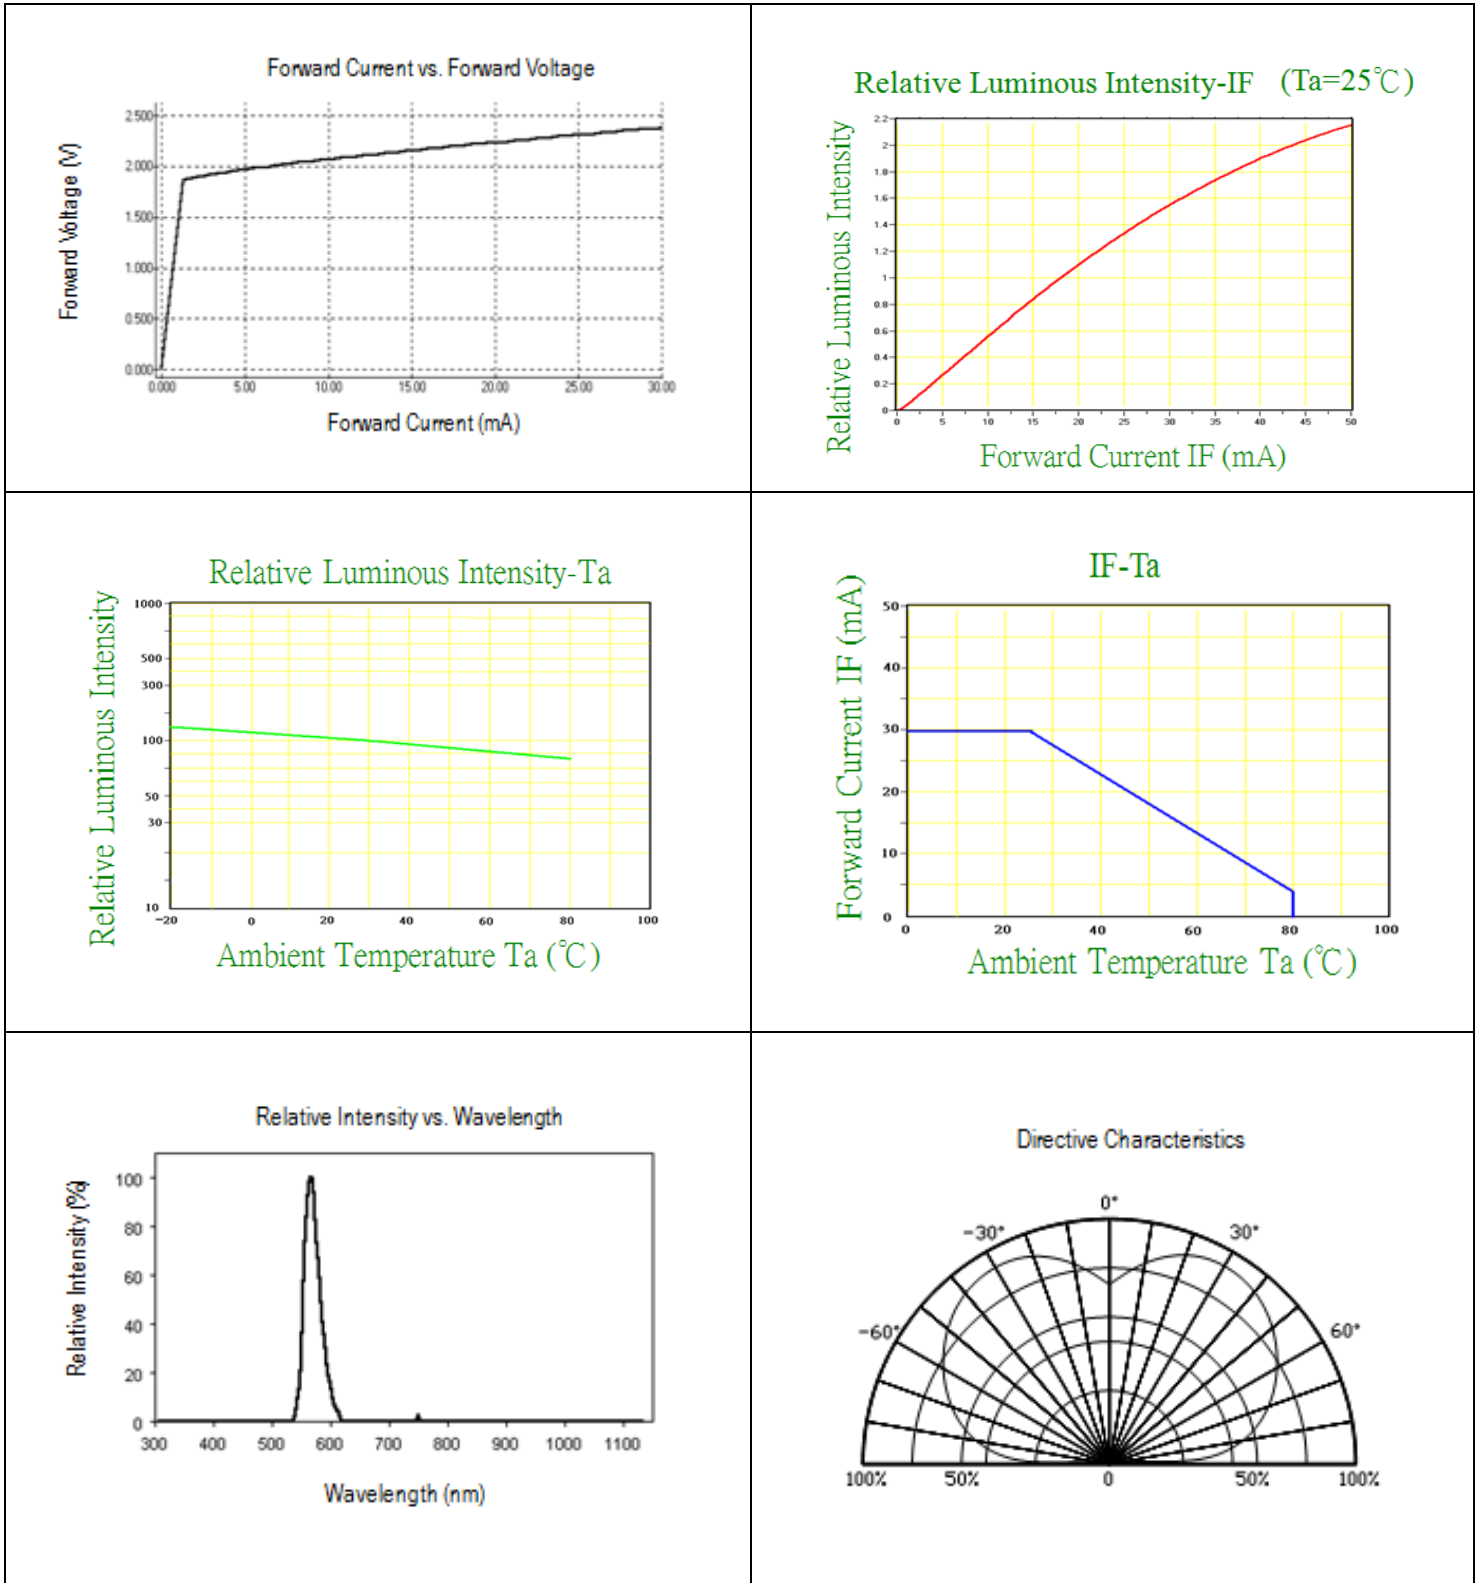 Forward Current vs. Forward Voltage
Forward Voltage (V)
2.500
2.000
1.500
1.000
0.500
0.000
0.000 5.00 10.00 15.00 20.00 25.00 30.00
Forward Current (mA)
Relative Luminous Intensity-IF (Ta=25℃)
Relative Luminous Intensity
2.2
2
1.8
1.6
1.4
1.2
1
0.8
0.6
0.4
0.2
0
0 5 10 15 20 25 30 35 40 45 50
Forward Current IF (mA)
Relative Luminous Intensity-Ta
Relative Luminous Intensity
1000
500
300
100
50
30
10
-20 0 20 40 60 80 100
Ambient Temperature Ta (℃)
IF-Ta
Forward Current IF (mA)
50
40
30
20
10
0
0 20 40 60 80 100
Ambient Temperature Ta (℃)
Relative Intensity vs. Wavelength
Relative Intensity (%)
100
80
60
40
20
0
300 400 500 600 700 800 900 1000 1100
Wavelength (nm)
Directive Characteristics
0°
-30° 30°
-60° 60°
100% 50% 0 50% 100%